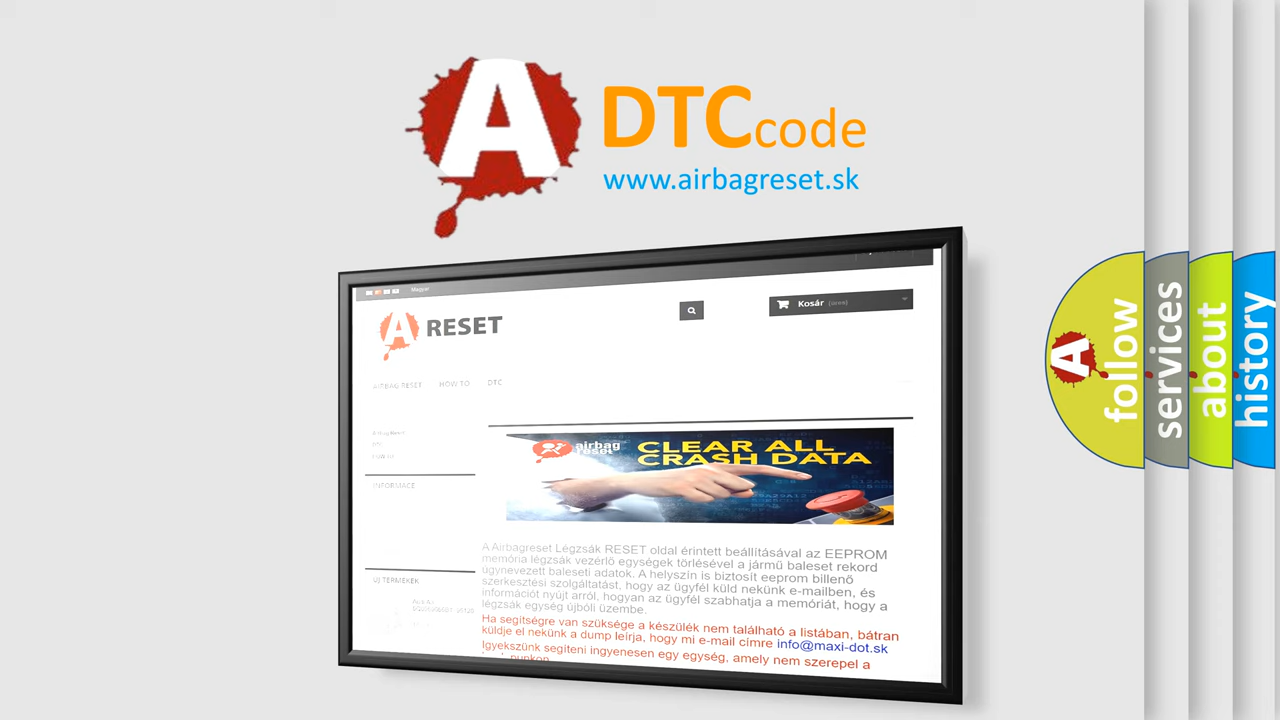 A
DTC code
www.airbagreset.sk
Magyar
A RESET
Kosár
AIRBAG RESET HOW TO DTC
DTC
INFORMACE
airbag
reset
CLEAR ALL
CRASH DATA
A Airbagreset Légzsák RESET oldal érintett beállításával az EEPROM
memória légzsák vezérlő egységek törlésével a jármű baleset rekord
úgynevezett baleseti adatok. A helyszín is biztosít eeprom billenő
szerkesztési szolgáltatást, hogy az ügyfél küld nekünk e-mailben, és
információt nyújt arról, hogyan az ügyfél szabhatja a memóriát, hogy a
légzsák egység újbóli üzembe.
Ha segítségre van szüksége a készülék nem található a listában, bátran
küldje el nekünk a dump leírja, hogy mi e-mail címre info@maxi-dot.sk
Igyekszünk segíteni ingyenesen egy egység, amely nem szerepel a
ÚJ TERMÉKEK
A
follow
services
about
history